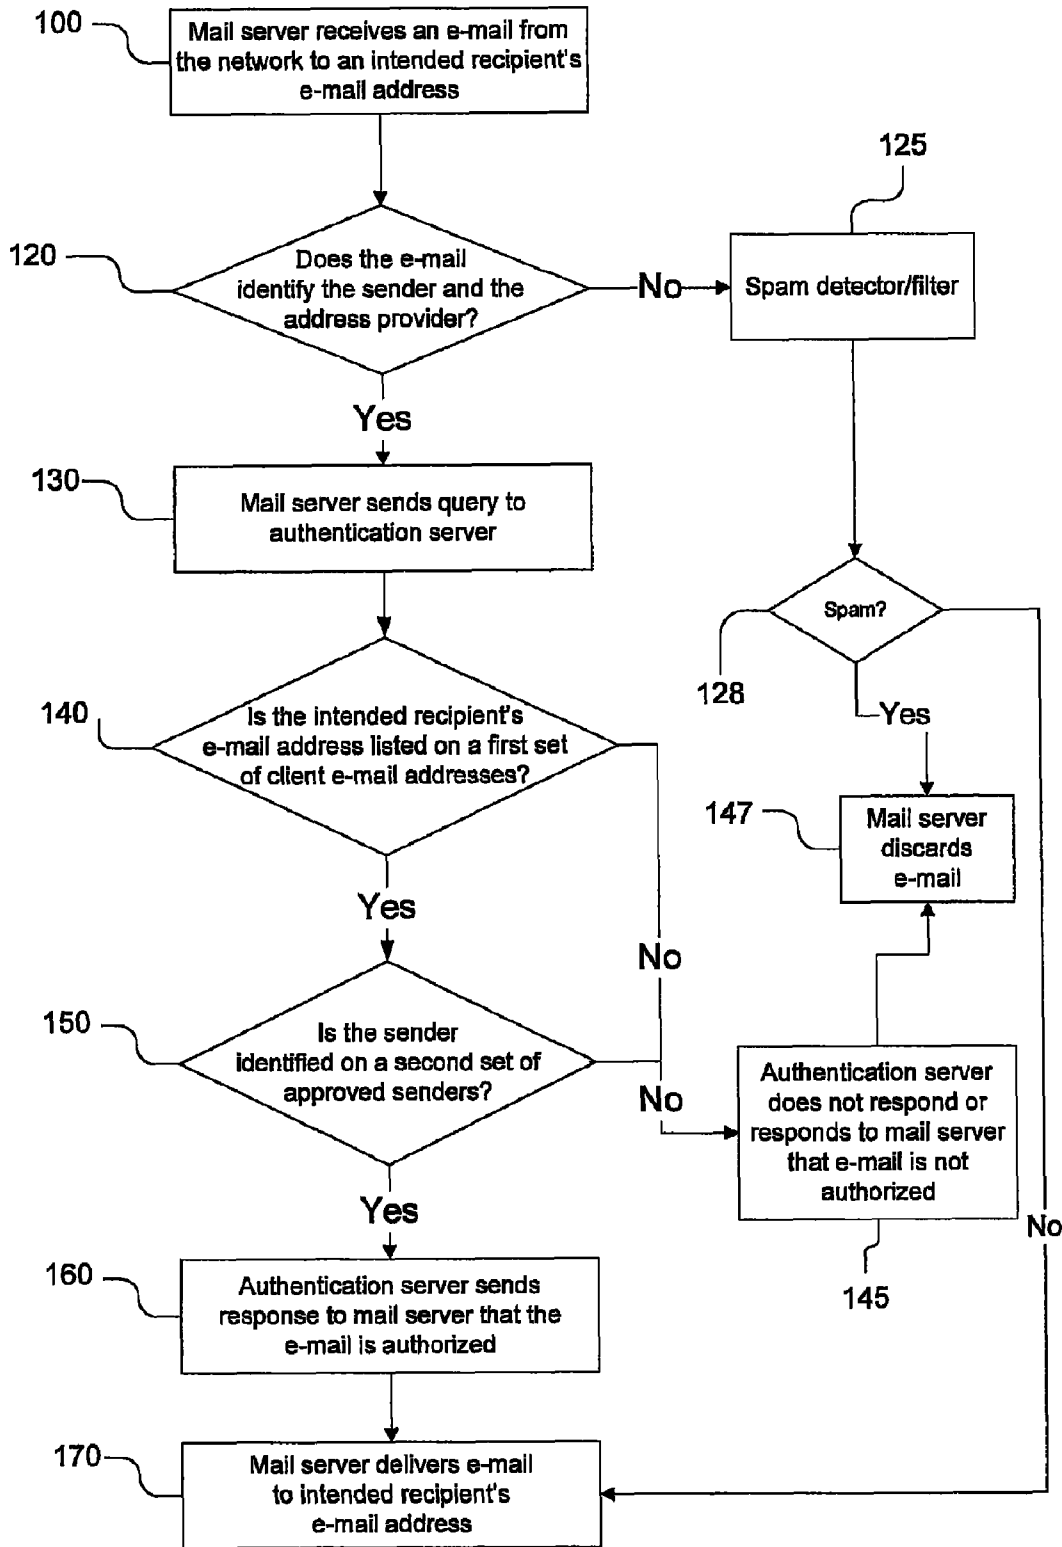 100
Mail server receives an e-mail from
the network to an intended recipient's
e-mail address
125
120
Does the e-mail
identify the sender and the
address provider?
No
Spam detector/filter
Yes
130
Mail server sends query to
authentication server
Spam?
128
Yes
140
Is the intended recipient's
e-mail address listed on a first set
of client e-mail addresses?
147
Mail server
discards
e-mail
Yes
No
150
Is the sender
identified on a second set of
approved senders?
No
Authentication server
does not respond or
responds to mail server
that e-mail is not
authorized
Yes
No
160
Authentication server sends
response to mail server that the
e-mail is authorized
145
170
Mail server delivers e-mail
to intended recipient's
e-mail address